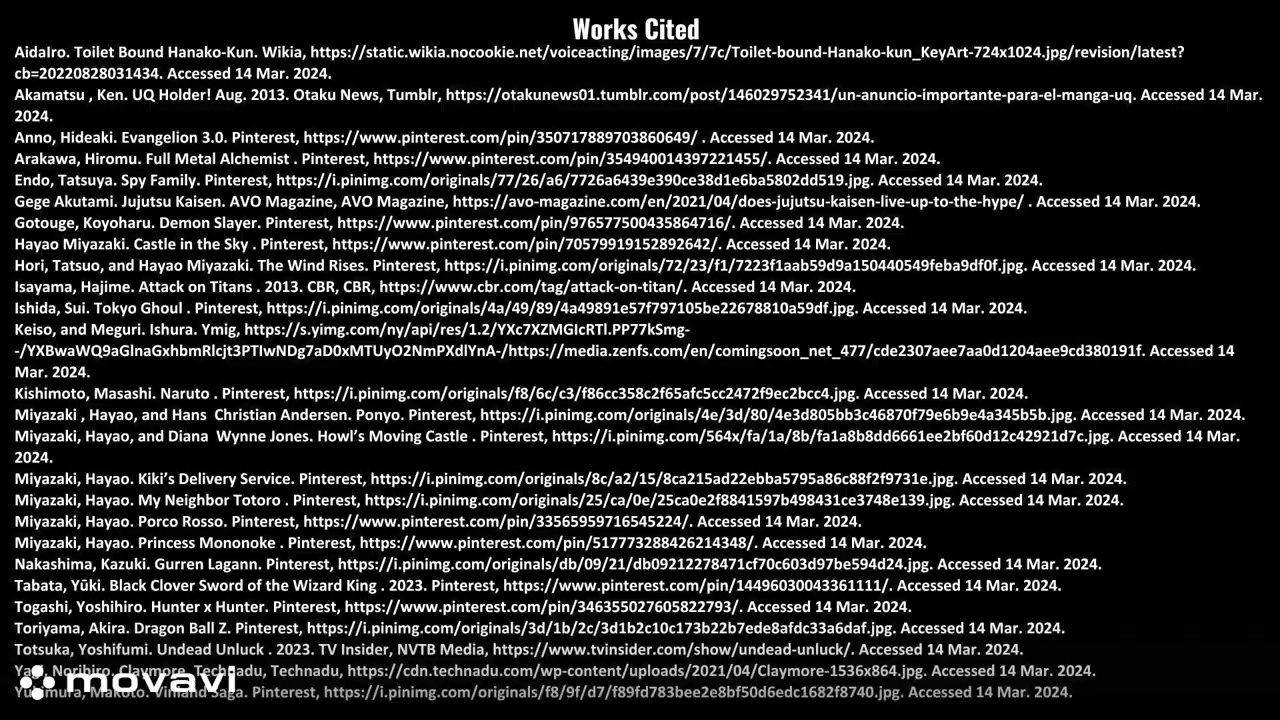 Works Cited
AidaIro. Toilet Bound Hanako-Kun. Wikia, https://static.wikia.nocookie.net/voiceacting/images/7/7c/Toilet-bound-Hanako-kun_KeyArt-724x1024.jpg/revision/latest?
cb=20220828031434. Accessed 14 Mar. 2024.
Akamatsu , Ken. UQ Holder! Aug. 2013. Otaku News, Tumblr, https://otakunews01.tumblr.com/post/146029752341/un-anuncio-importante-para-el-manga-uq. Accessed 14 Mar.
2024.
Anno, Hideaki. Evangelion 3.0. Pinterest, https://www.pinterest.com/pin/350717889703860649/ . Accessed 14 Mar. 2024.
Arakawa, Hiromu. Full Metal Alchemist . Pinterest, https://www.pinterest.com/pin/354940014397221455/. Accessed 14 Mar. 2024.
Endo, Tatsuya. Spy Family. Pinterest, https://i.pinimg.com/originals/77/26/a6/7726a6439e390ce38d1e6ba5802dd519.jpg. Accessed 14 Mar. 2024.
Gege Akutami. Jujutsu Kaisen. AVO Magazine, AVO Magazine, https://avo-magazine.com/en/2021/04/does-jujutsu-kaisen-live-up-to-the-hype/ . Accessed 14 Mar. 2024.
Gotouge, Koyoharu. Demon Slayer. Pinterest, https://www.pinterest.com/pin/976577500435864716/. Accessed 14 Mar. 2024.
Hayao Miyazaki. Castle in the Sky . Pinterest, https://www.pinterest.com/pin/70579919152892642/. Accessed 14 Mar. 2024.
Hori, Tatsuo, and Hayao Miyazaki. The Wind Rises. Pinterest, https://i.pinimg.com/originals/72/23/f1/7223f1aab59d9a150440549feba9df0f.jpg. Accessed 14 Mar. 2024.
Isayama, Hajime. Attack on Titans . 2013. CBR, CBR, https://www.cbr.com/tag/attack-on-titan/. Accessed 14 Mar. 2024.
Ishida, Sui. Tokyo Ghoul . Pinterest, https://i.pinimg.com/originals/4a/49/89/4a49891e57f797105be22678810a59df.jpg. Accessed 14 Mar. 2024.
Keiso, and Meguri. Ishura. Ymig, https://s.yimg.com/ny/api/res/1.2/YXc7XZMGIcRTl.PP77kSmg-
-/YXBwaWQ9aGlnaGxhbmRlcjt3PTIwNDg7aD0xMTUyO2NmPXdlYnA-/https://media.zenfs.com/en/comingsoon_net_477/cde2307aee7aa0d1204aee9cd380191f. Accessed 14
Mar. 2024.
Kishimoto, Masashi. Naruto . Pinterest, https://i.pinimg.com/originals/f8/6c/c3/f86cc358c2f65afc5cc2472f9ec2bcc4.jpg. Accessed 14 Mar. 2024.
Miyazaki , Hayao, and Hans  Christian Andersen. Ponyo. Pinterest, https://i.pinimg.com/originals/4e/3d/80/4e3d805bb3c46870f79e6b9e4a345b5b.jpg. Accessed 14 Mar. 2024.
Miyazaki, Hayao, and Diana  Wynne Jones. Howl’s Moving Castle . Pinterest, https://i.pinimg.com/564x/fa/1a/8b/fa1a8b8dd6661ee2bf60d12c42921d7c.jpg. Accessed 14 Mar.
2024.
Miyazaki, Hayao. Kiki’s Delivery Service. Pinterest, https://i.pinimg.com/originals/8c/a2/15/8ca215ad22ebba5795a86c88f2f9731e.jpg. Accessed 14 Mar. 2024.
Miyazaki, Hayao. My Neighbor Totoro . Pinterest, https://i.pinimg.com/originals/25/ca/0e/25ca0e2f8841597b498431ce3748e139.jpg. Accessed 14 Mar. 2024.
Miyazaki, Hayao. Porco Rosso. Pinterest, https://www.pinterest.com/pin/33565959716545224/. Accessed 14 Mar. 2024.
Miyazaki, Hayao. Princess Mononoke . Pinterest, https://www.pinterest.com/pin/517773288426214348/. Accessed 14 Mar. 2024.
Nakashima, Kazuki. Gurren Lagann. Pinterest, https://i.pinimg.com/originals/db/09/21/db09212278471cf70c603d97be594d24.jpg. Accessed 14 Mar. 2024.
Tabata, Yūki. Black Clover Sword of the Wizard King . 2023. Pinterest, https://www.pinterest.com/pin/14496030043361111/. Accessed 14 Mar. 2024.
Togashi, Yoshihiro. Hunter x Hunter. Pinterest, https://www.pinterest.com/pin/346355027605822793/. Accessed 14 Mar. 2024.
Toriyama, Akira. Dragon Ball Z. Pinterest, https://i.pinimg.com/originals/3d/1b/2c/3d1b2c10c173b22b7ede8afdc33a6daf.jpg. Accessed 14 Mar. 2024.
Totsuka, Yoshifumi. Undead Unluck . 2023. TV Insider, NVTB Media, https://www.tvinsider.com/show/undead-unluck/. Accessed 14 Mar. 2024.
Norihiro. Claymore. Technadu, Technadu, https://cdn.technadu.com/wp-content/uploads/2021/04/Claymore-1536x864.jpg. Accessed 14 Mar. 2024.
movavi
Makoto. Vinland Saga. Pinterest, https://i.pinimg.com/originals/f8/9f/d7/f89fd783bee2e8bf50d6edc1682f8740.jpg. Accessed 14 Mar. 2024.